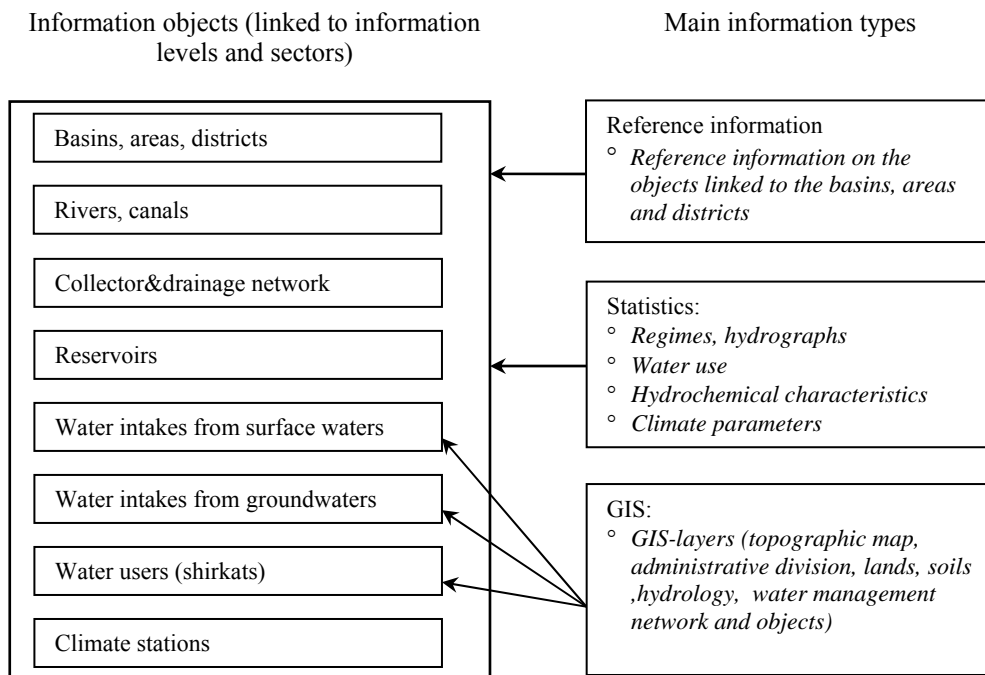 Information objects (linked to information
levels and sectors)
Basins, areas, districts
Rivers, canals
Collector&drainage network
Reservoirs
Water intakes from surface waters
Water intakes from groundwaters
Water users (shirkats)
Climate stations
Main information types
Reference information
° Reference information on the
objects linked to the basins, areas
and districts
Statistics:
° Regimes, hydrographs
° Water use
° Hydrochemical characteristics
° Climate parameters
GIS:
° GIS-layers (topographic map,
administrative division, lands, soils
,hydrology, water management
network and objects)